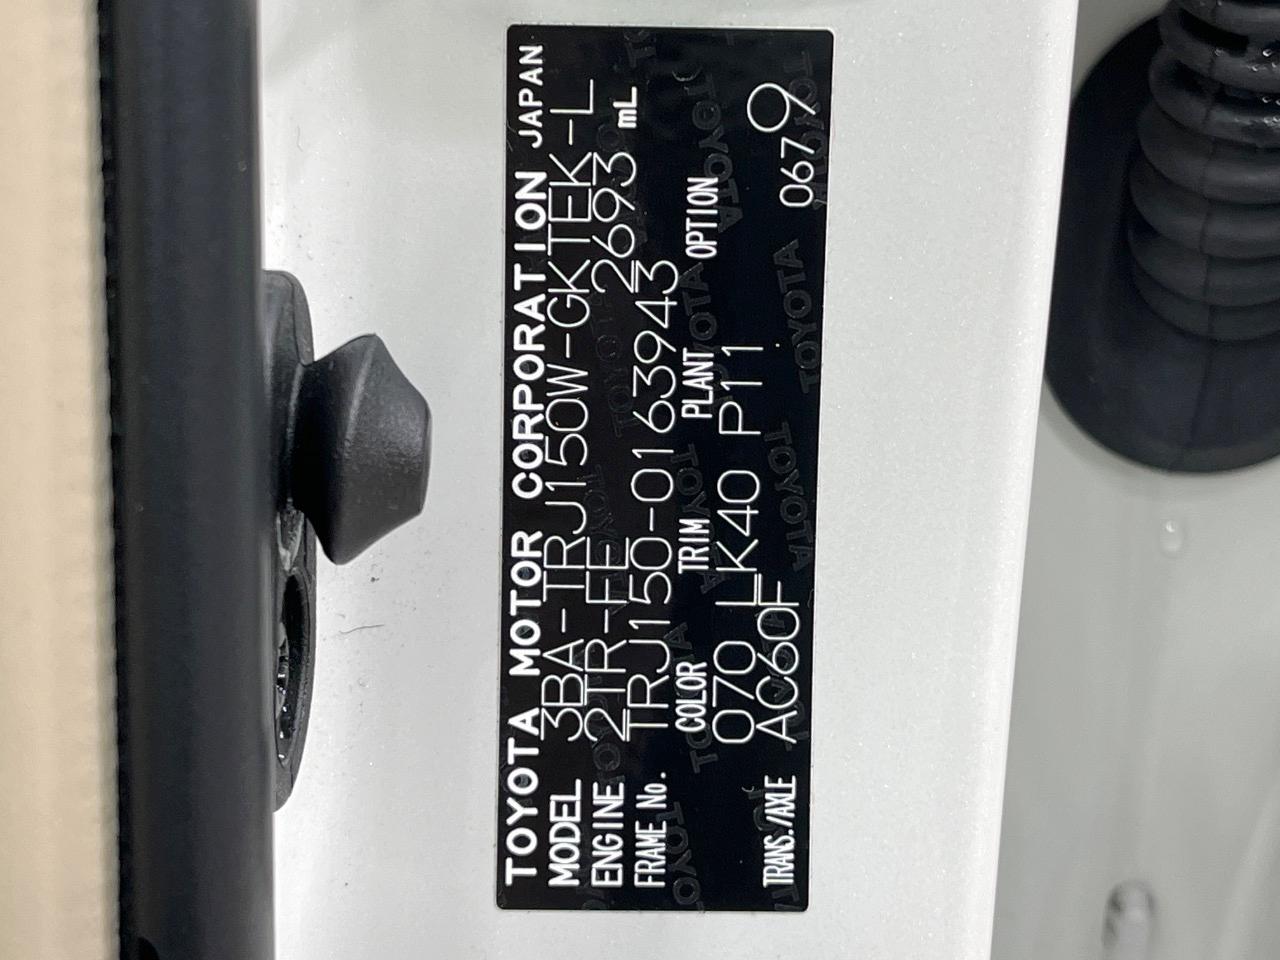 TOYOTA MOTOR CORPORATION JAPAN
MODEL 3BA-TRJ150W-GKTEK-L
ENGINE 2TR-FE 2693 mL
FRAME No. TRJ150-0163943
COLOR TRIM PLANT OPTION
070 LK40 P11
TRANS./AXLE AC60F 0679